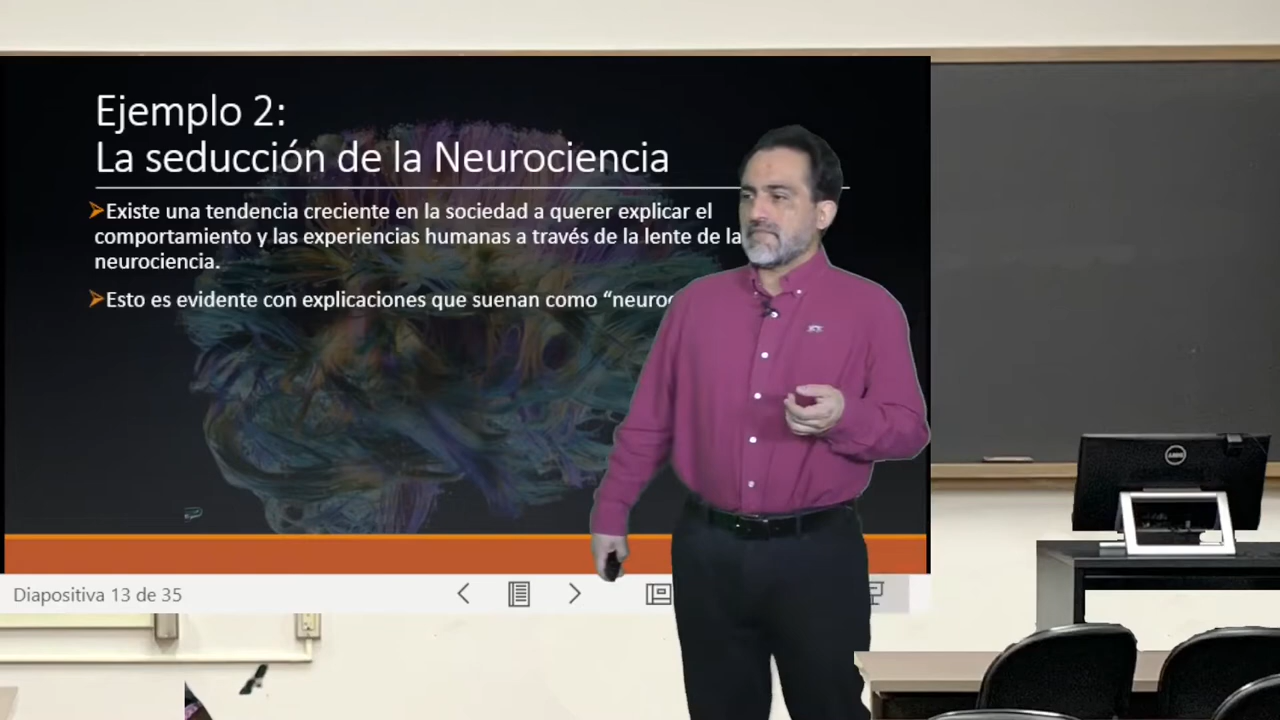 Ejemplo 2:
La seducción de la Neurociencia
➤Existe una tendencia creciente en la sociedad a querer explicar el
comportamiento y las experiencias humanas a través de la lente de la
neurociencia.
➤Esto es evidente con explicaciones que suenan como “neuro
Diapositiva 13 de 35
DELL